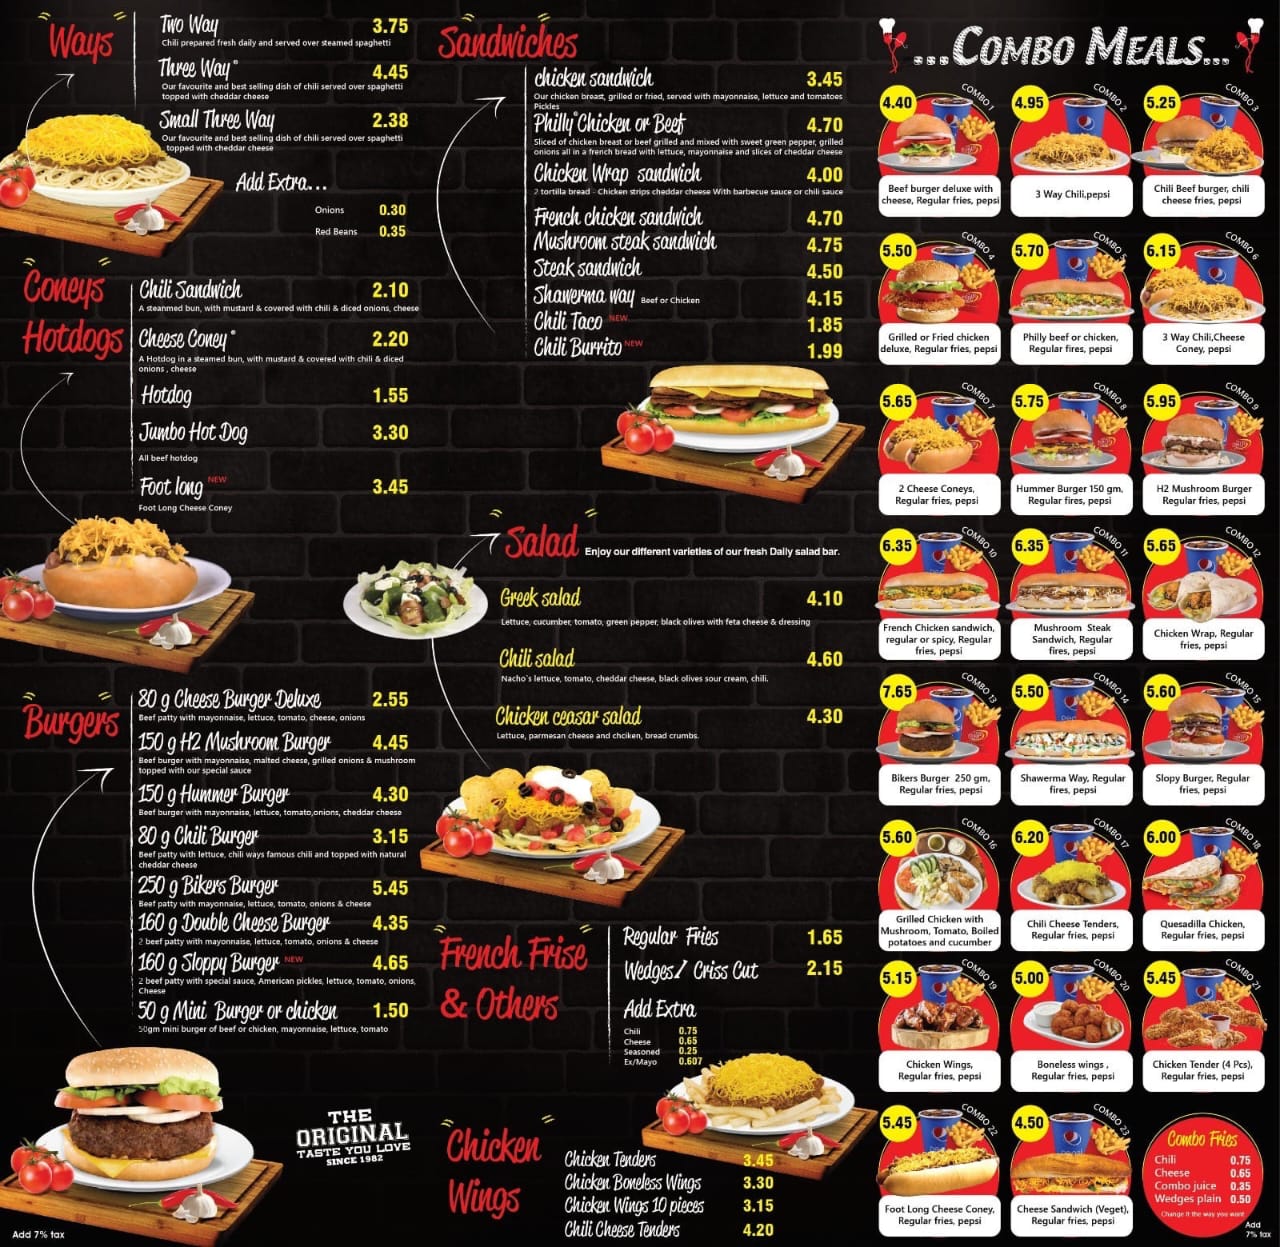 Ways
Two Way 3.75
Chili prepared fresh daily and served over steamed spaghetti
Three Way 4.45
Our favourite and best selling dish of chili served over spaghetti
topped with cheddar cheese
Small Three Way 2.38
Our favourite and best selling dish of chili served over spaghetti
topped with cheddar cheese
Add Extra...
Onions 0.30
Red Beans 0.35
Coneys
Hotdogs
Chili Sandwich 2.10
A steanmed bun, with mustard & covered with chili & diced onions, cheese
Cheese Coney 2.20
A Hotdog in a steamed bun, with mustand & covered with chili & diced
onions , cheese
Hotdog 1.55
Jumbo Hot Dog 3.30
All beef hotdog
Foot long NEW 3.45
Foot Long Cheese Coney
Burgers
80 g Cheese Burger Deluxe 2.55
Beef patty with mayonnaise, lettuce, tomato, cheese, onions
150 g H2 Mushroom Burger 4.45
Beef burger with mayonnaise, malted cheese, grilled onions & mushroom
topped with our special sauce
150 g Hummer Burger 4.30
Beef burger with mayonnaise, lettuce, tomato,onions, cheddar cheese
80 g Chili Burger 3.15
Beef patty with lettuce, chili ways famous chili and topped with natural
cheddar cheese
250 g Bikers Burger 5.45
Beef patty with mayonnaise, lettuce, tomato, onions & cheese
160 g Double Cheese Burger 4.35
2 beef patty with mayonnaise, lettuce, tomato, onions & cheese
160 g Sloppy Burger NEW 4.65
2 beef patty with special sauce, American pickles, lettuce, tomato, onions,
Cheese
50 g Mini Burger or chicken 1.50
50gm mini burger of beef or chicken, mayonnaise, lettuce, tomato
THE
ORIGINAL
TASTE YOU LOVE
SINCE 1982
Add 7% tax
Sandwiches
chicken sandwich 3.45
Our chicken breast, grilled or fried, served with mayonnaise, lettuce and tomatoes
Pickles
Philly Chicken or Beef 4.70
Sliced of chicken breast or beef grilled and mixed with sweet green pepper, grilled
onions all in a french bread with lettuce, mayonnaise and slices of cheddar cheese
Chicken Wrap sandwich 4.00
2 tortilla bread - Chicken strips cheddar cheese With barbecue sauce or chili sauce
French chicken sandwich 4.70
Mushroom steak sandwich 4.75
Steak sandwich 4.50
Shawerma way Beef or Chicken 4.15
Chili Taco NEW 1.85
Chili Burrito NEW 1.99
Salad Enjoy our different varieties of our fresh Daily salad bar.
Greek salad 4.10
Lettuce, cucumber, tomato, green pepper, black olives with feta cheese & dressing
Chili salad 4.60
Nacho's lettuce, tomato, cheddar cheese, black olives sour cream, chili.
Chicken ceasar salad 4.30
Lettuce, parmesan cheese and chciken, bread crumbs.
French Frise
& Others
Regular Fries 1.65
Wedges/ Criss Cut 2.15
Add Extra
Chili 0.75
Cheese 0.65
Seasoned 0.25
Ex/Mayo 0.607
Chicken
Wings
Chicken Tenders 3.45
Chicken Boneless Wings 3.30
Chicken Wings 10 pieces 3.15
Chili Cheese Tenders 4.20
...COMBO MEALS...
4.40 COMBO 1
Beef burger deluxe with
cheese, Regular fries, pepsi
4.95 COMBO 2
3 Way Chili,pepsi
5.25 COMBO 3
Chili Beef burger, chili
cheese fries, pepsi
5.50 COMBO 4
Grilled or Fried chicken
deluxe, Regular fries, pepsi
5.70 COMBO 5
Philly beef or chicken,
Regular fires, pepsi
6.15 COMBO 6
3 Way Chili,Cheese
Coney, pepsi
5.65 COMBO 7
2 Cheese Coneys,
Regular fries, pepsi
5.75 COMBO 8
Hummer Burger 150 gm,
Regular fires, pepsi
5.95 COMBO 9
H2 Mushroom Burger
Regular fries, pepsi
6.35 COMBO 10
French Chicken sandwich,
regular or spicy, Regular
fries, pepsi
6.35 COMBO 11
Mushroom Steak
Sandwich, Regular
fires, pepsi
5.65 COMBO 12
Chicken Wrap, Regular
fries, pepsi
7.65 COMBO 13
Bikers Burger 250 gm,
Regular fries, pepsi
5.50 COMBO 14
Shawerma Way, Regular
fires, pepsi
5.60 COMBO 15
Slopy Burger, Regular
fries, pepsi
5.60 COMBO 16
Grilled Chicken with
Mushroom, Tomato, Boiled
potatoes and cucumber
6.20 COMBO 17
Chili Cheese Tenders,
Regular fries, pepsi
6.00 COMBO 18
Quesadilla Chicken,
Regular fries, pepsi
5.15 COMBO 19
Chicken Wings,
Regular fries, pepsi
5.00 COMBO 20
Boneless wings ,
Regular fries, pepsi
5.45 COMBO 21
Chicken Tender (4 Pcs),
Regular fries, pepsi
5.45 COMBO 22
Foot Long Cheese Coney,
Regular fries, pepsi
4.50 COMBO 23
Cheese Sandwich (Veget),
Regular fries, pepsi
Combo Fries
Chili 0.75
Cheese 0.65
Combo juice 0.35
Wedges plain 0.50
Change it the way you want
Add
7% tax